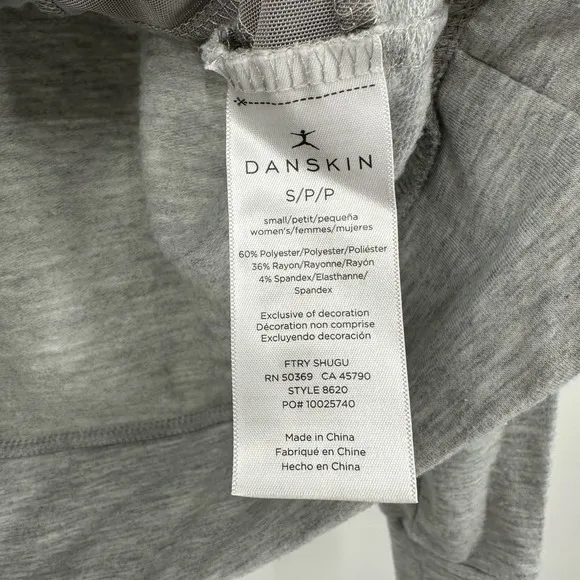 DANSKIN
S/P/P
small/petit/pequeña
women's/femmes/mujeres
60% Polyester/Polyester/Poliéster
36% Rayon/Rayonne/Rayón
4% Spandex/Elasthanne/
Spandex
Exclusive of decoration
Décoration non comprise
Excluyendo decoración
FTRY SHUGU
RN 50369 CA 45790
STYLE 8620
PO# 10025740
Made in China
Fabriqué en Chine
Hecho en China